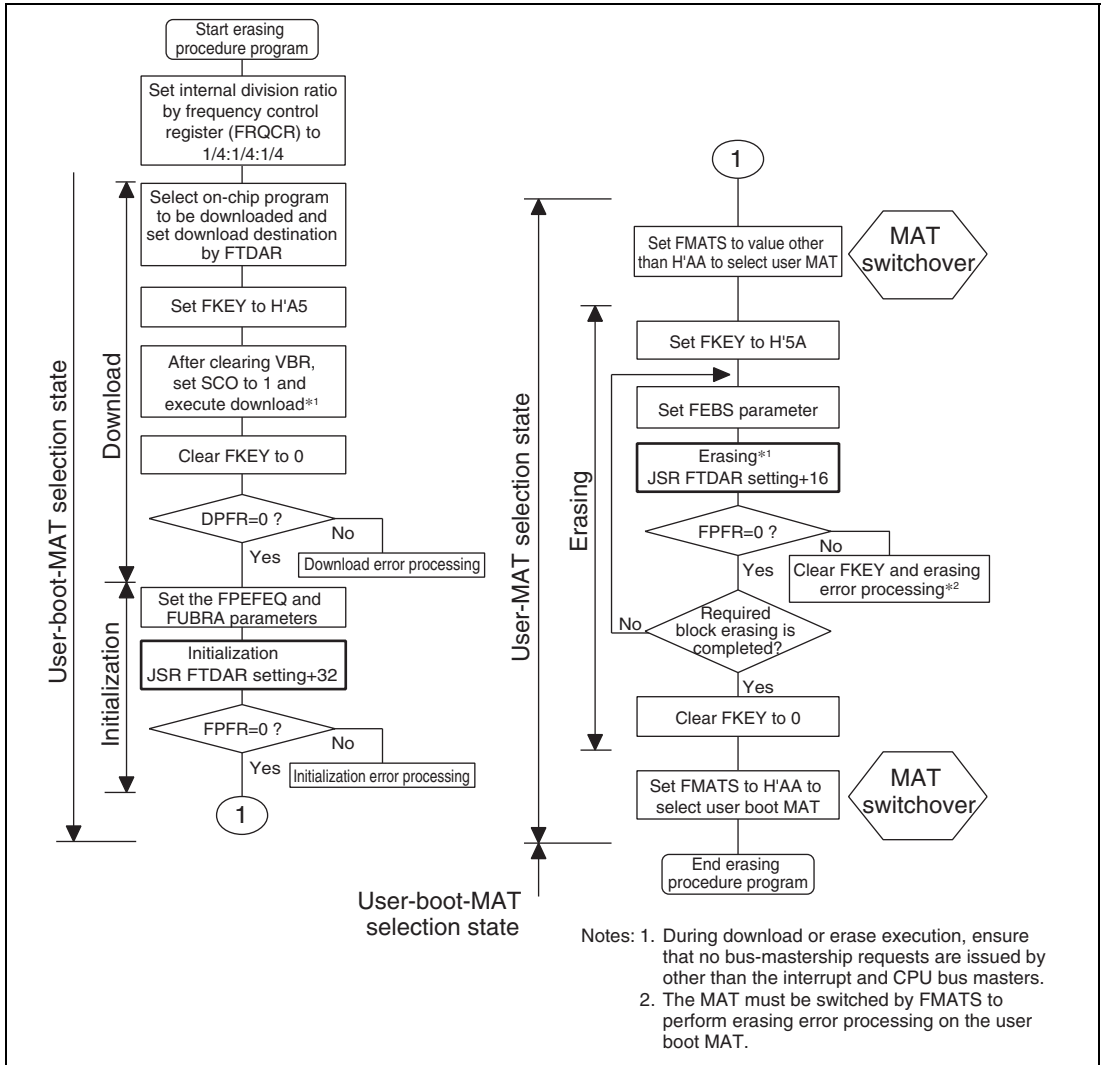 Start erasing
procedure program
Set internal division ratio
by frequency control
register (FRQCR) to
1/4:1/4:1/4
Select on-chip program
to be downloaded and
set download destination
by FTDAR
Set FKEY to H'A5
After clearing VBR,
set SCO to 1 and
execute download*1
Clear FKEY to 0
DPFR=0 ?
No
Yes
Download error processing
Set the FPEFEQ and
FUBRA parameters
Initialization
JSR FTDAR setting+32
FPFR=0 ?
No
Yes
Initialization error processing
1
User-boot-MAT selection state
Download
Initialization
1
Set FMATS to value other
than H'AA to select user MAT
MAT
switchover
Set FKEY to H'5A
Set FEBS parameter
Erasing*1
JSR FTDAR setting+16
FPFR=0 ?
No
Yes
Clear FKEY and erasing
error processing*2
Required
block erasing is
completed?
No
Yes
Clear FKEY to 0
Set FMATS to H'AA to
select user boot MAT
MAT
switchover
End erasing
procedure program
User-MAT selection state
Erasing
User-boot-MAT
selection state
Notes: 1. During download or erase execution, ensure
that no bus-mastership requests are issued by
other than the interrupt and CPU bus masters.
2. The MAT must be switched by FMATS to
perform erasing error processing on the user
boot MAT.